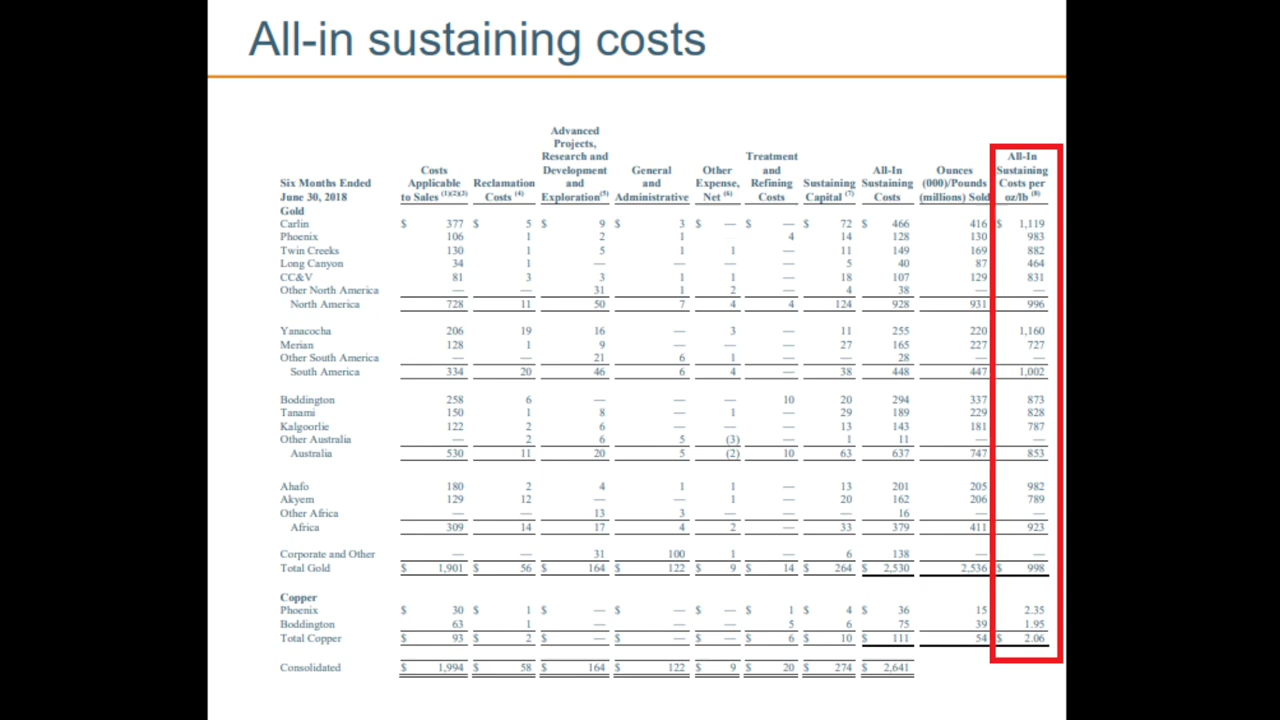 All-in sustaining costs
Advanced
Projects,
Research and Treatment All-In
Costs Development General Other and All-In Ounces Sustaining
Six Months Ended Applicable Reclamation and and Expense, Refining Sustaining Sustaining (000)/Pounds Costs per
June 30, 2018 to Sales (1)(2)(3) Costs (4) Exploration(5) Administrative Net (6) Costs Capital (7) Costs (millions) Sold oz/lb (8)
Gold
Carlin $ 377 $ 5 $ 9 $ 3 $ — $ — $ 72 $ 466 416 $ 1,119
Phoenix 106 1 2 1 4 14 128 130 983
Twin Creeks 130 1 5 1 1 — 11 149 169 882
Long Canyon 34 1 — — — — 5 40 87 464
CC&V 81 3 3 1 1 — 18 107 129 831
Other North America — — 31 1 2 — 4 38 — —
North America 728 11 50 7 4 4 124 928 931 996
Yanacocha 206 19 16 — 3 — 11 255 220 1,160
Merian 128 1 9 — — — 27 165 227 727
Other South America — — 21 6 1 — — 28 — —
South America 334 20 46 6 4 — 38 448 447 1,002
Boddington 258 6 — — — 10 20 294 337 873
Tanami 150 1 8 — 1 — 29 189 229 828
Kalgoorlie 122 2 6 — — — 13 143 181 787
Other Australia — 2 6 5 (3) — 1 11 — —
Australia 530 11 20 5 (2) 10 63 637 747 853
Ahafo 180 2 4 1 1 — 13 201 205 982
Akyem 129 12 — — 1 — 20 162 206 789
Other Africa — — 13 3 — — — 16 — —
Africa 309 14 17 4 2 — 33 379 411 923
Corporate and Other — — 31 100 1 — 6 138 — —
Total Gold $ 1,901 $ 56 $ 164 $ 122 $ 9 $ 14 $ 264 $ 2,530 2,536 $ 998
Copper
Phoenix $ 30 $ 1 $ — $ — $ — $ 1 $ 4 $ 36 15 2.35
Boddington 63 1 — — — 5 6 75 39 1.95
Total Copper $ 93 $ 2 $ — $ — $ — $ 6 $ 10 $ 111 54 $ 2.06
Consolidated $ 1,994 $ 58 $ 164 $ 122 $ 9 $ 20 $ 274 $ 2,641